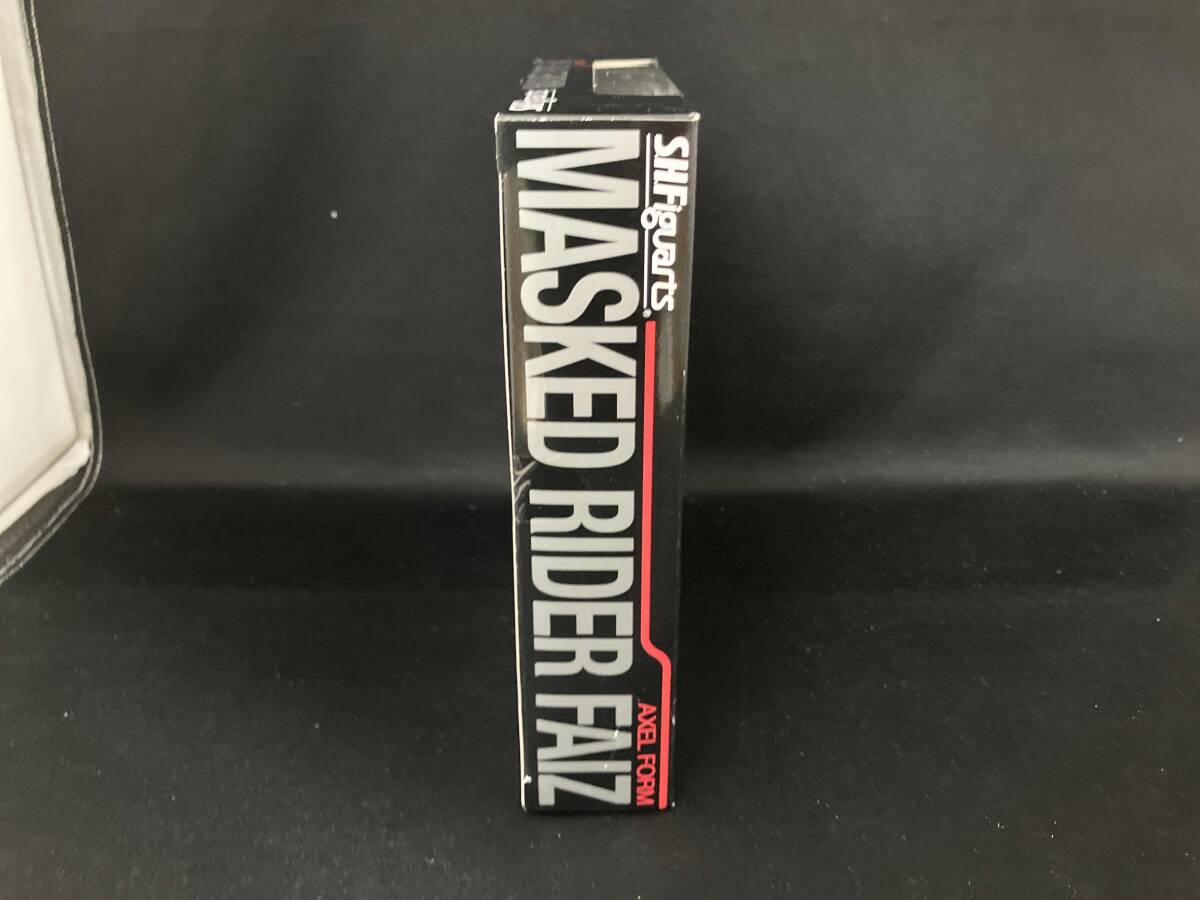 S.H.Figuarts®
MASKED RIDER FAIZ
AXEL FORM